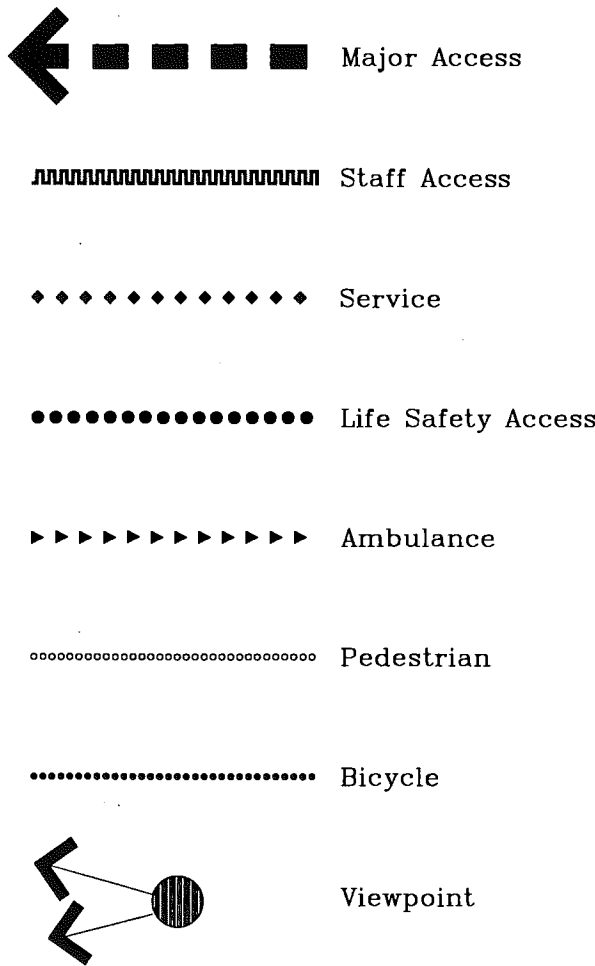 Major Access
Staff Access
Service
Life Safety Access
Ambulance
Pedestrian
Bicycle
Viewpoint